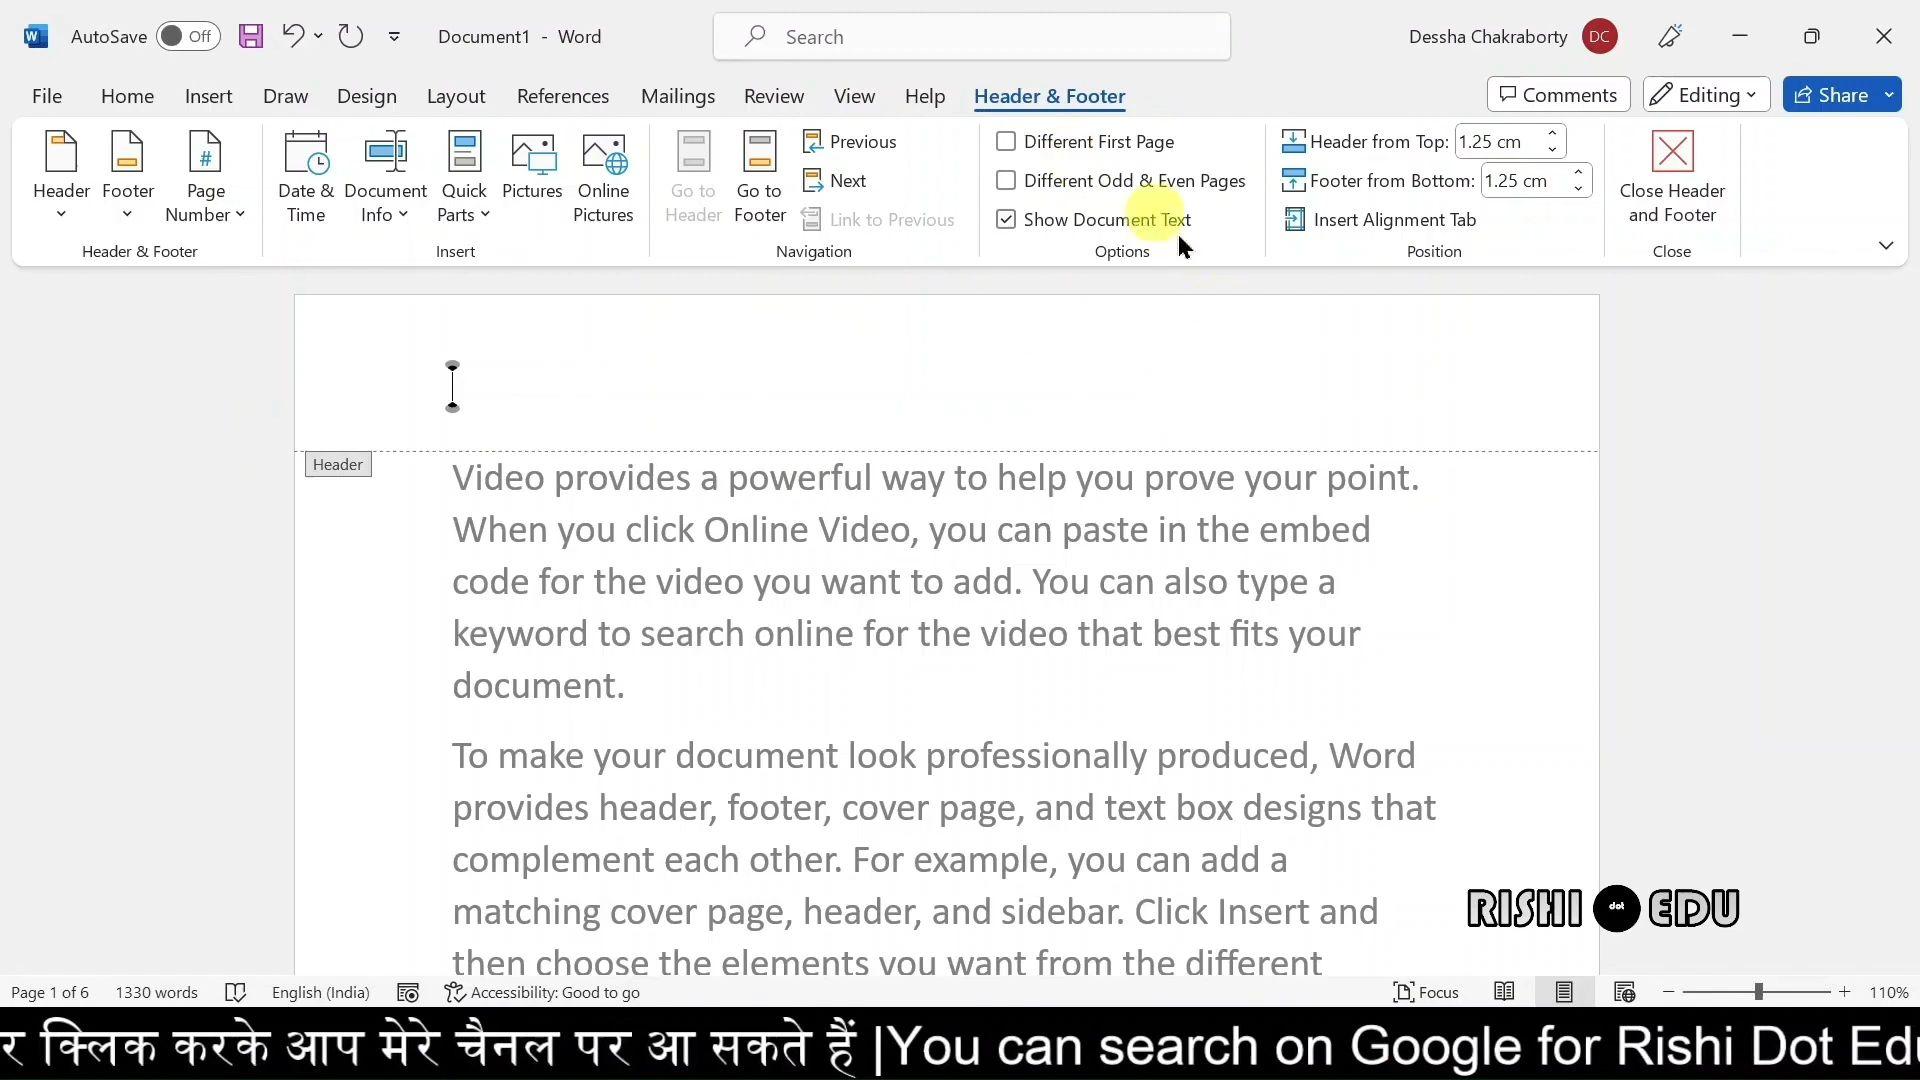 AutoSave Off Document1 - Word Search Dessha Chakraborty DC
File Home Insert Draw Design Layout References Mailings Review View Help Header & Footer Comments Editing Share
Header Footer Page Number
Header & Footer
Date & Time Document Info Quick Parts Pictures Online Pictures
Insert
Go to Header Go to Footer Previous
Next
Link to Previous
Navigation
Different First Page
Different Odd & Even Pages
Show Document Text
Options
Header from Top: 1.25 cm
Footer from Bottom: 1.25 cm
Insert Alignment Tab
Position
Close Header and Footer
Close
Header
Video provides a powerful way to help you prove your point.
When you click Online Video, you can paste in the embed
code for the video you want to add. You can also type a
keyword to search online for the video that best fits your
document.
To make your document look professionally produced, Word
provides header, footer, cover page, and text box designs that
complement each other. For example, you can add a
matching cover page, header, and sidebar. Click Insert and
then choose the elements you want from the different
RISHI dot EDU
Page 1 of 6 1330 words English (India) Accessibility: Good to go Focus 110%
र क्लिक करके आप मेरे चैनल पर आ सकते हैं |You can search on Google for Rishi Dot Edu